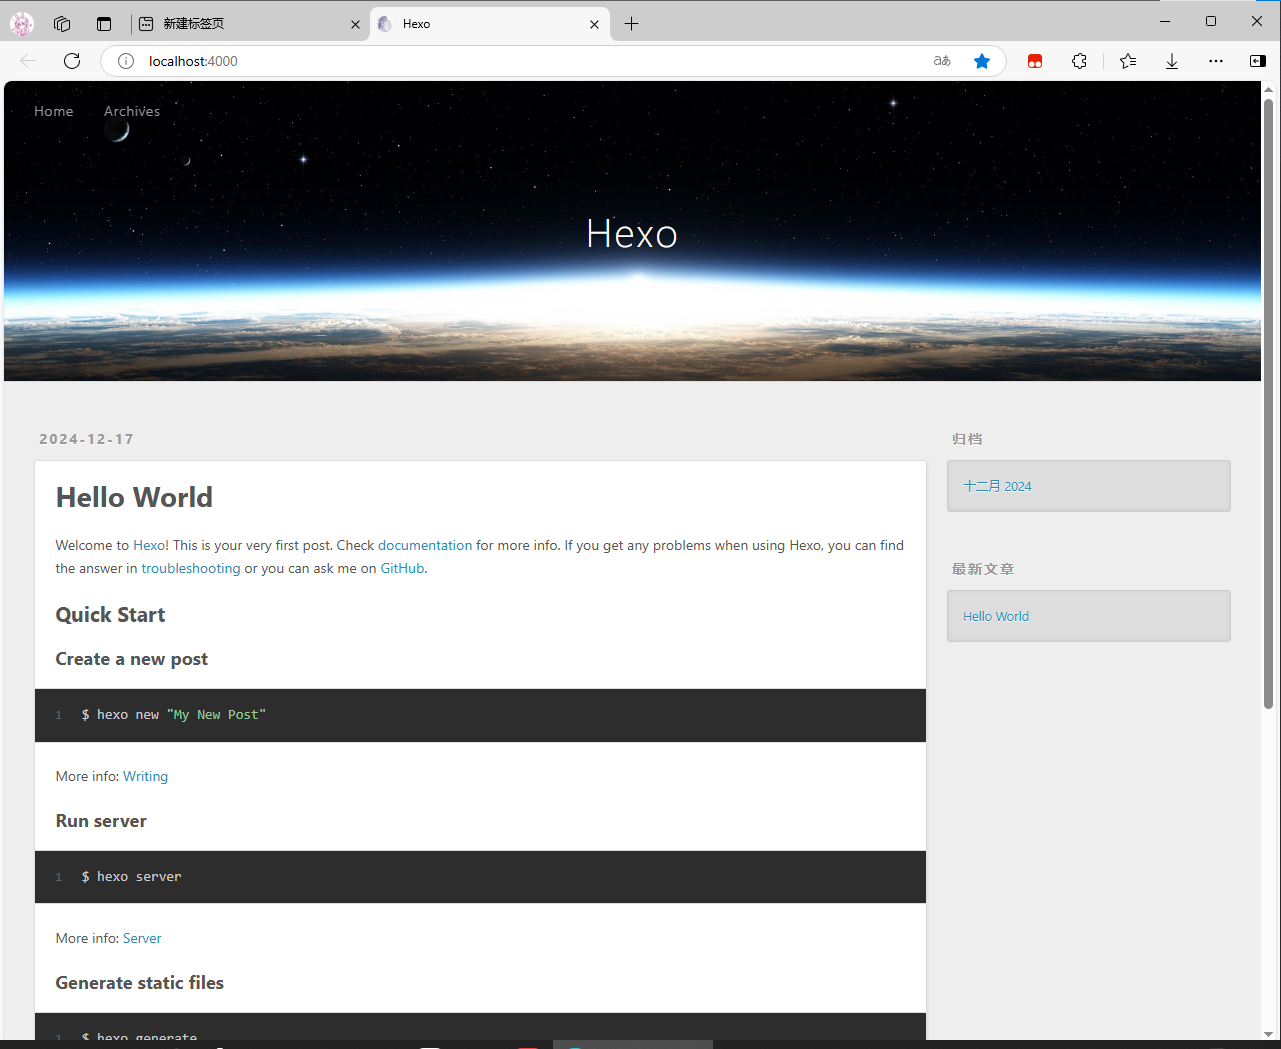 新建标签页
Hexo
localhost:4000
Home
Archives
Hexo
2024-12-17
Hello World
Welcome to Hexo! This is your very first post. Check documentation for more info. If you get any problems when using Hexo, you can find
the answer in troubleshooting or you can ask me on GitHub.
Quick Start
Create a new post
1 $ hexo new "My New Post"
More info: Writing
Run server
1 $ hexo server
More info: Server
Generate static files
1 $ hexo generate
归档
十二月 2024
最新文章
Hello World